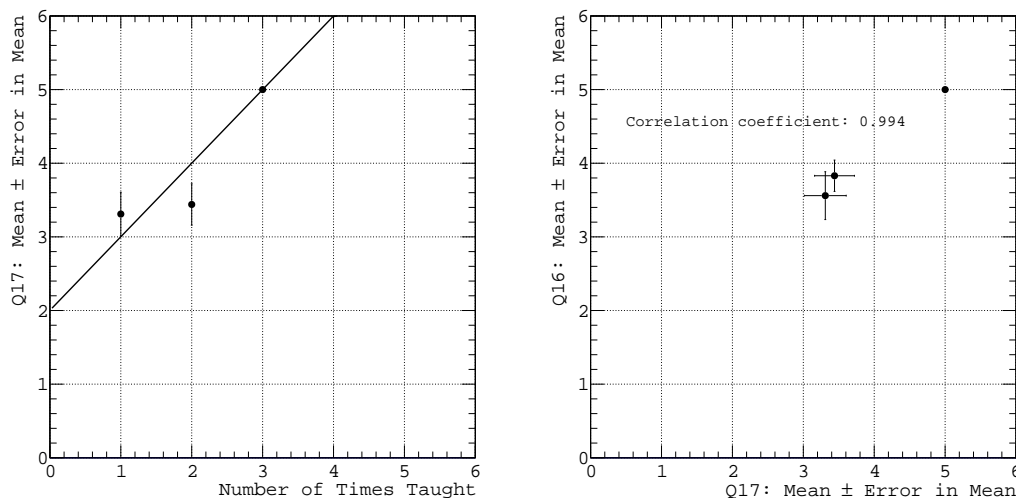 Q17: Mean ± Error in Mean
6
5
4
3
2
1
0
0 1 2 3 4 5 6
Number of Times Taught
Q16: Mean ± Error in Mean
6
5
4
3
2
1
0
Correlation coefficient: 0.994
0 1 2 3 4 5 6
Q17: Mean ± Error in Mean